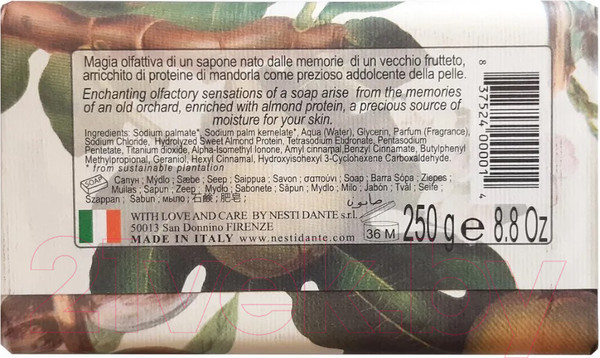 Magia olfattiva di un sapone nato dalle memorie di un vecchio frutteto,
arricchito di proteine di mandorla come prezioso addolcente della pelle.
Enchanting olfactory sensations of a soap arise from the memories
of an old orchard, enriched with almond protein, a precious source of
moisture for your skin.
Ingredients: Sodium palmate*, Sodium palm kernelate*, Aqua (Water), Glycerin, Parfum (Fragrance),
Sodium Chloride, Hydrolyzed Sweet Almond Protein, Tetrasodium Etidronate, Pentasodium
Pentetate, Titanium dioxide, Alpha-Isomethyl Ionone, Amyl cinnamal, Benzyl Cinnamate, Butylphenyl
Methylpropional, Geraniol, Hexyl Cinnamal, Hydroxyisohexyl 3-Cyclohexene Carboxaldehyde.
* from sustainable plantation
SOAP
Сапун | Mýdlo | Sæbe | Seep | Saippua | Savon | σαπούνι | Soap | Barra Sópa | Ziepes |
Muilas | Sapun | Zeep | Mydło | Sabonete | Săpun | Mydlo | Milo | Jabón | Tvål | Seife |
Szappan | Sabun | мыло | 石鹸 | 肥皂 |
صابون
WITH LOVE AND CARE BY NESTI DANTE s.r.l.
50013 San Donnino FIRENZE
MADE IN ITALY www.nestidante.com
36 M
250 g e 8.8 Oz
8 837524 000014
21vek.by